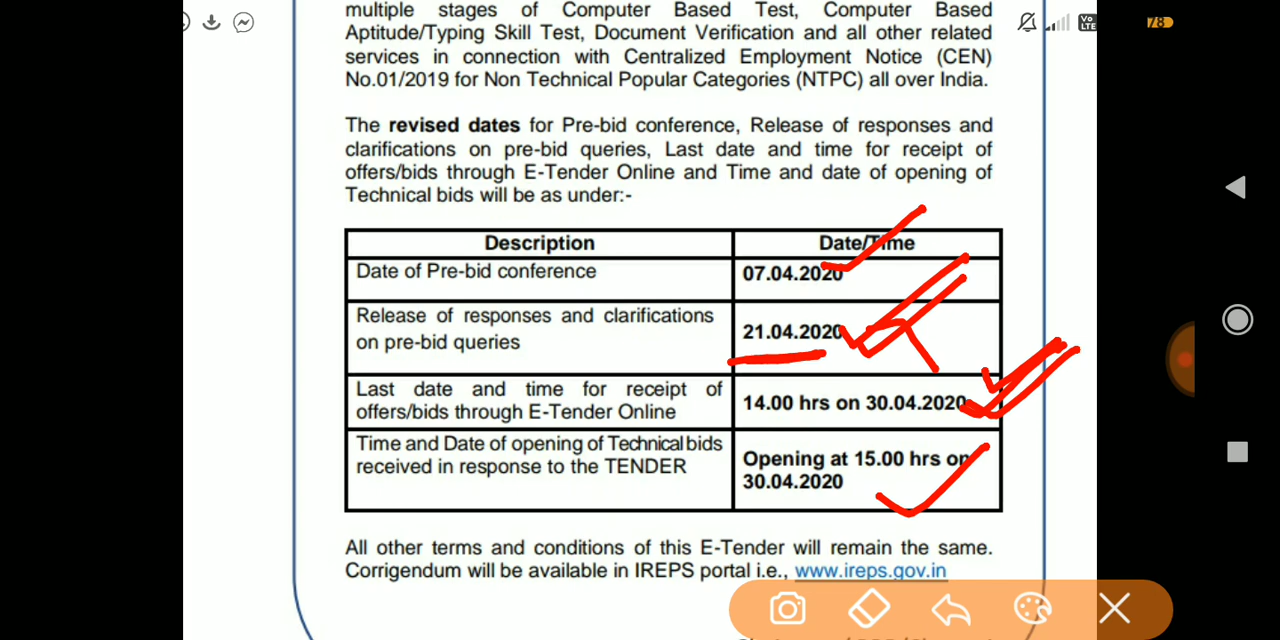 multiple stages of Computer Based Test, Computer Based
Aptitude/Typing Skill Test, Document Verification and all other related
services in connection with Centralized Employment Notice (CEN)
No.01/2019 for Non Technical Popular Categories (NTPC) all over India.
The revised dates for Pre-bid conference, Release of responses and
clarifications on pre-bid queries, Last date and time for receipt of
offers/bids through E-Tender Online and Time and date of opening of
Technical bids will be as under:-
Description Date/Time
Date of Pre-bid conference 07.04.2020
Release of responses and clarifications
on pre-bid queries 21.04.2020
Last date and time for receipt of
offers/bids through E-Tender Online 14.00 hrs on 30.04.2020
Time and Date of opening of Technical bids
received in response to the TENDER
Opening at 15.00 hrs on
30.04.2020
All other terms and conditions of this E-Tender will remain the same.
Corrigendum will be available in IREPS portal i.e., www.ireps.gov.in
Vo
LTE
78